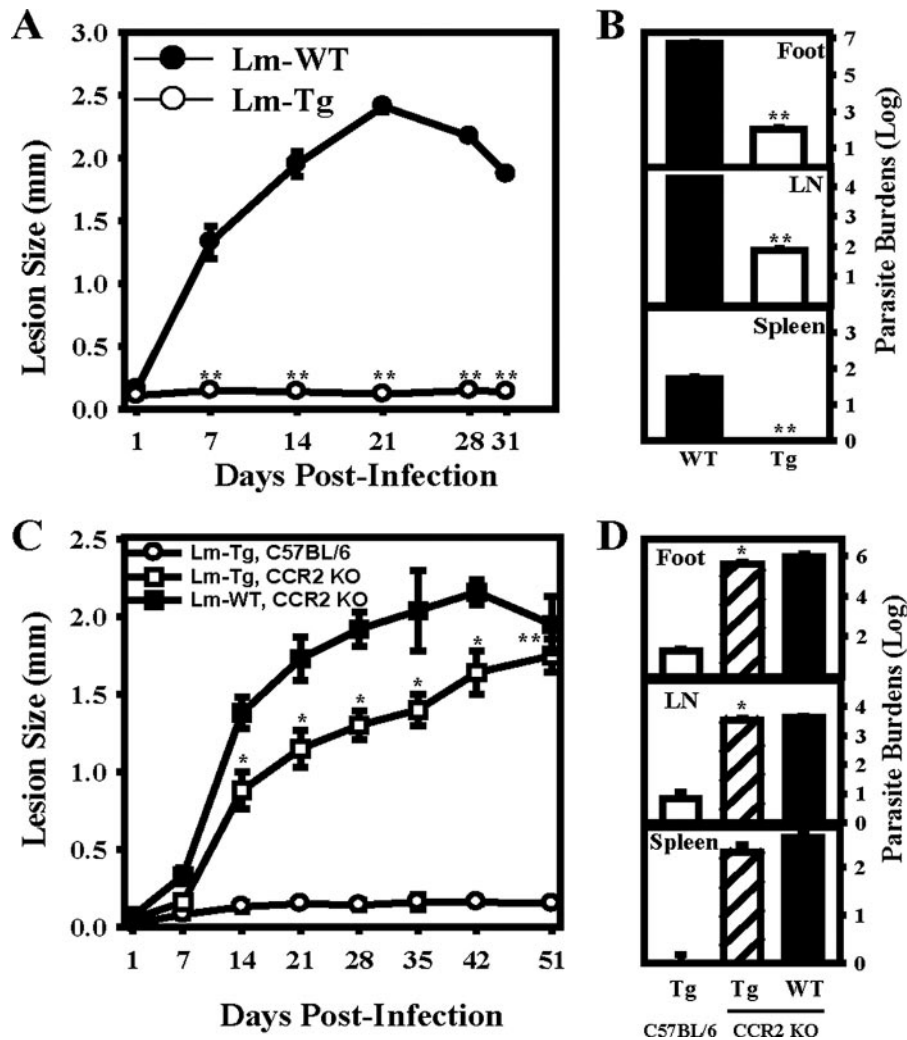 A
Lm-WT
Lm-Tg
3.0
2.5
2.0
1.5
1.0
0.5
0.0
Lesion Size (mm)
** ** ** ** **
1 7 14 21 28 31
Days Post-Infection
B
Foot
**
7
5
3
1
LN
**
4
3
2
1
Spleen
**
3
2
1
0
Parasite Burdens (Log)
WT Tg
C
Lm-Tg, C57BL/6
Lm-Tg, CCR2 KO
Lm-WT, CCR2 KO
2.5
2.0
1.5
1.0
0.5
0.0
Lesion Size (mm)
* * * * * **
1 7 14 21 28 35 42 51
Days Post-Infection
D
Foot
*
6
4
2
LN
*
4
3
2
1
0
Spleen
2
1
0
Parasite Burdens (Log)
Tg Tg WT
C57BL/6 CCR2 KO